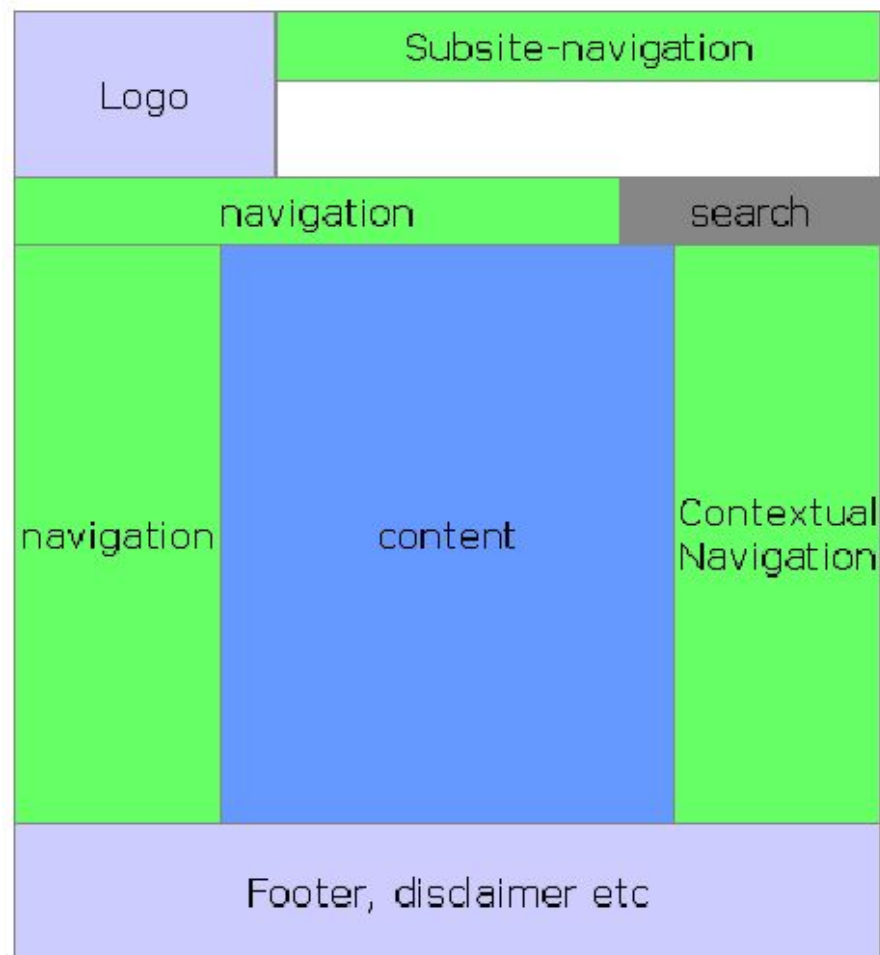 Subsite-navigation
Logo
navigation
search
navigation
content
Contextual
Navigation
Footer, disclaimer etc